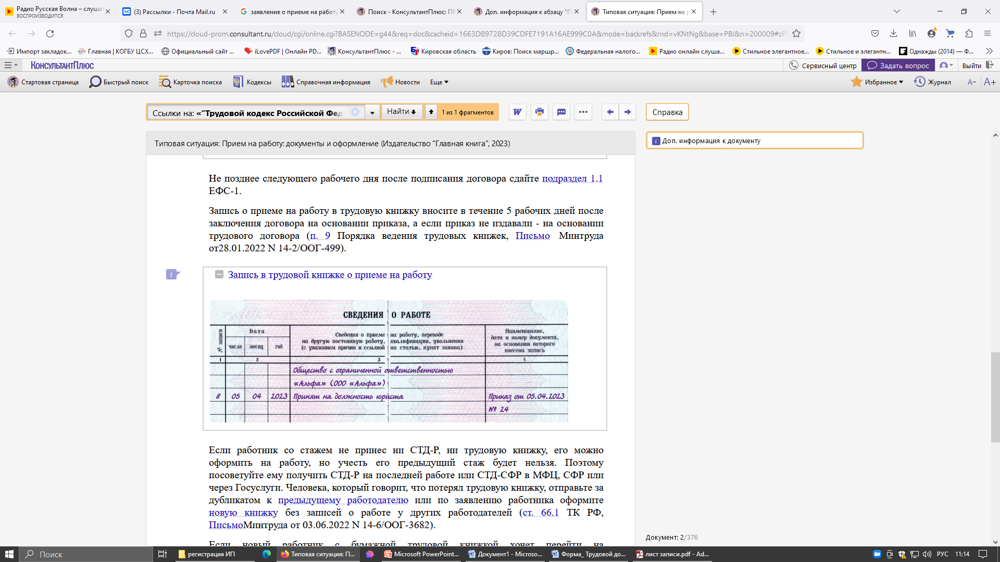 Радио Русская Волна – слушат
ВОСПРОИЗВОДИТСЯ
(3) Рассылки - Почта Mail.ru
заявление о приеме на работу
Поиск - КонсультантПлюс: ПР
Доп. информация к абзацу "П
Типовая ситуация: Прием на р
https://cloud-prom.consultant.ru/cloud/cgi/online.cgi?BASENODE=g44&req=doc&cacheid=1663D89728D39CDFE7191A16AE999C0A&mode=backrefs&rnd=vKNtNg&base=PBI&n=200009#zP
Импорт закладок...
Главная | КОГБУ ЦСХ...
Официальный сайт ...
iLovePDF | Онлайн PD...
КонсультантПлюс - ...
Кировская область
Киров: Поиск маршр...
Федеральная налого...
Радио онлайн слуша...
Стильное элегантное...
Стильное и элегантн...
Однажды (2014) — Ф...
КонсультантПлюс
Сервисный центр
Задать вопрос
Выйти
Стартовая страница
Быстрый поиск
Карточка поиска
Кодексы
Справочная информация
Новости
Еще
Избранное
Журнал
A−
A+
Ссылки на: «"Трудовой кодекс Российской Феде
Найти
1 из 1 фрагментов
Справка
Типовая ситуация: Прием на работу: документы и оформление (Издательство "Главная книга", 2023)
Доп. информация к документу
Не позднее следующего рабочего дня после подписания договора сдайте подраздел 1.1
ЕФС-1.
Запись о приеме на работу в трудовую книжку вносите в течение 5 рабочих дней после
заключения договора на основании приказа, а если приказ не издавали - на основании
трудового договора (п. 9 Порядка ведения трудовых книжек, Письмо Минтруда
от28.01.2022 N 14-2/ООГ-499).
Запись в трудовой книжке о приеме на работу
СВЕДЕНИЯ О РАБОТЕ
№ записи
Дата
число
месяц
год
Сведения о приеме на работу, переводе
на другую постоянную работу, квалификации, увольнении
(с указанием причин и ссылкой на статью, пункт закона)
Наименование,
дата и номер документа,
на основании которого
внесена запись
1 2 3 4
Общество с ограниченной ответственностью
«Альфа» (ООО «Альфа»)
8 05 04 2023 Принят на должность юриста Приказ от 05.04.2023
№ 24
Если работник со стажем не принес ни СТД-Р, ни трудовую книжку, его можно
оформить на работу, но учесть его предыдущий стаж будет нельзя. Поэтому
посоветуйте ему получить СТД-Р на последней работе или СТД-СФР в МФЦ, СФР или
через Госуслуги. Человека, который говорит, что потерял трудовую книжку, отправьте за
дубликатом к предыдущему работодателю или по заявлению работника оформите
новую книжку без записей о работе у других работодателей (ст. 66.1 ТК РФ,
ПисьмоМинтруда от 03.06.2022 N 14-6/ООГ-3682).
Если новый работник с бумажной трудовой книжкой хочет перейти на
Документ: 2/376
Поиск
регистрация ИП
Типовая ситуация: П...
Microsoft PowerPoint...
Документ1 - Microso...
Форма_ Трудовой до...
лист записи.pdf - Ad...
РУС
11:14